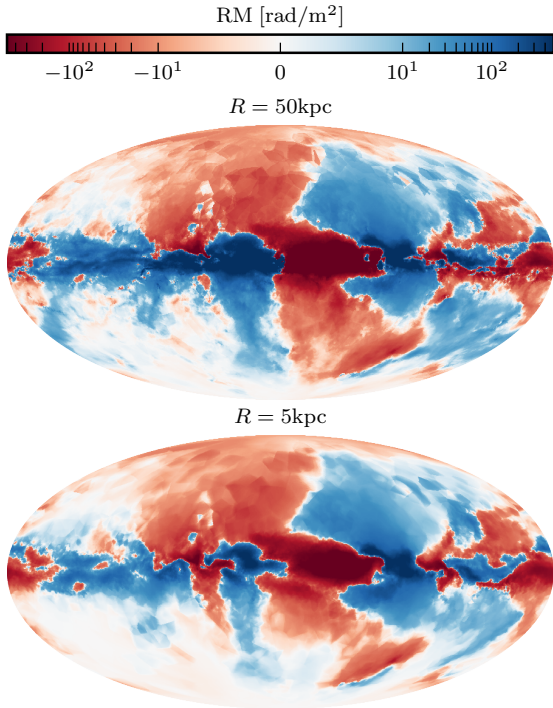 RM [rad/m²]
−10² −10¹ 0 10¹ 10²
R = 50kpc
R = 5kpc